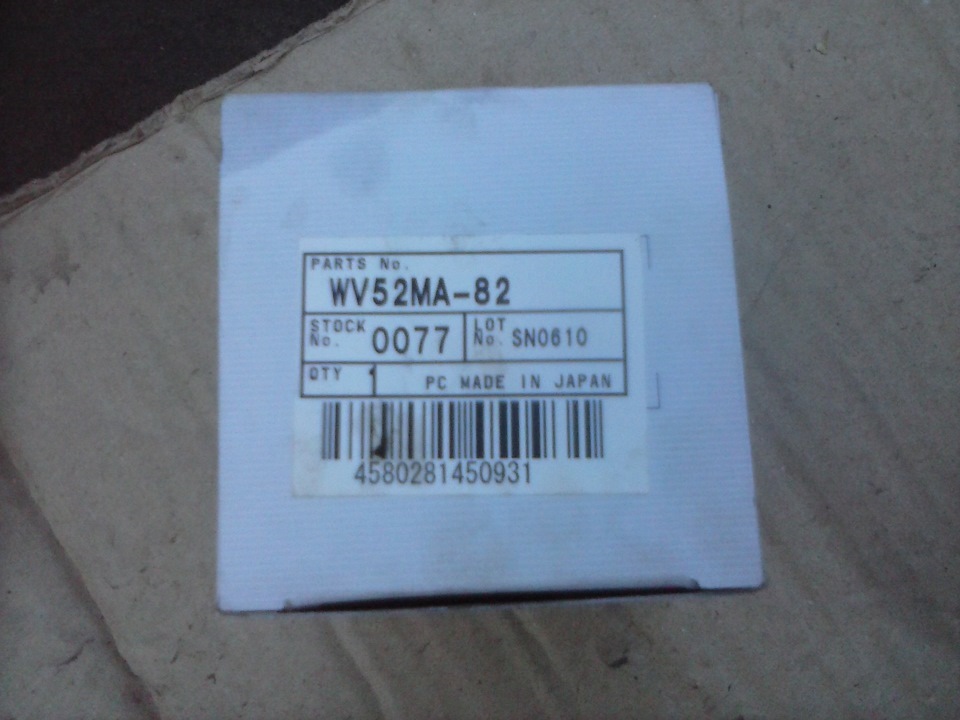 PARTS No.
WV52MA-82
STOCK No. 0077
LOT No. SN0610
QTY 1 PC MADE IN JAPAN
4580281450931